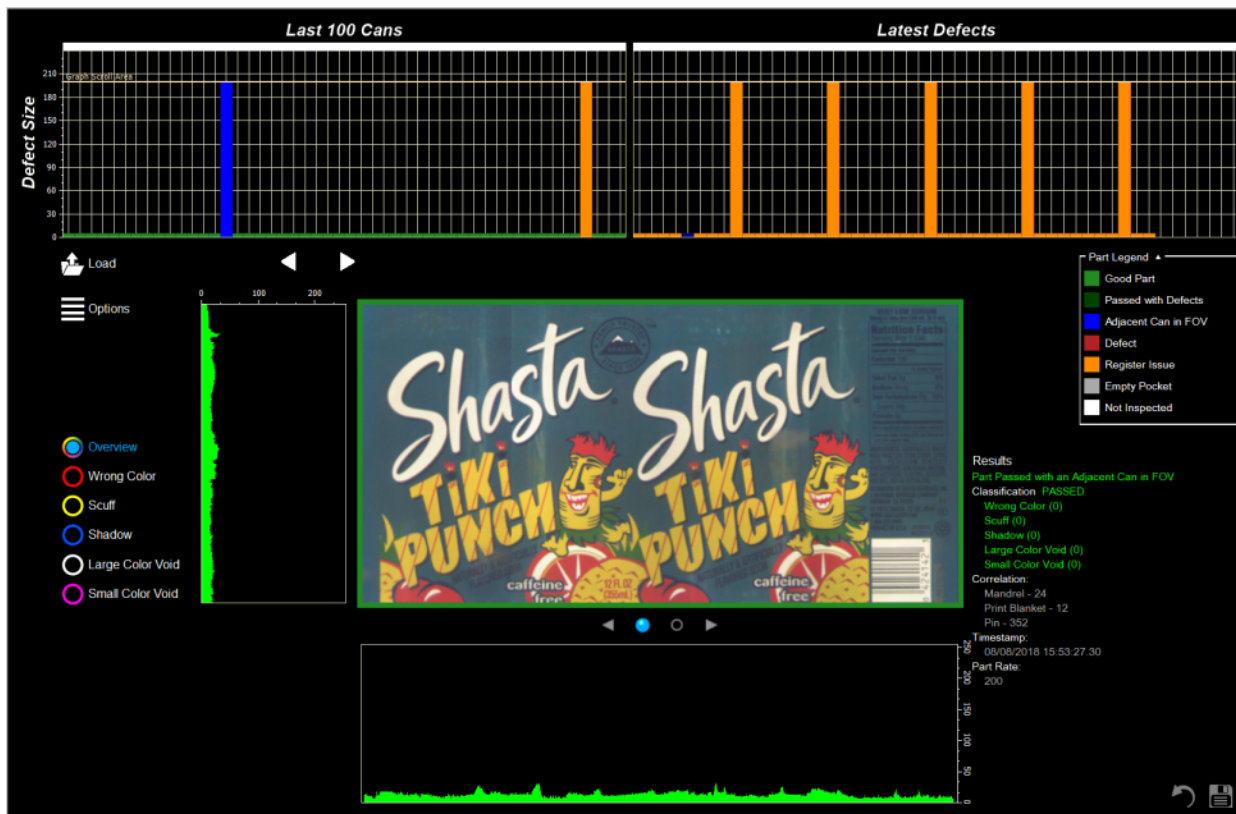 Last 100 Cans
Latest Defects
Defect Size
210
180
150
120
90
60
30
0
Graph Scroll Area
Load
Options
0 100 200
Part Legend
Good Part
Passed with Defects
Adjacent Can in FOV
Defect
Register Issue
Empty Pocket
Not Inspected
Overview
Wrong Color
Scuff
Shadow
Large Color Void
Small Color Void
Shasta
TIKI
PUNCH
caffeine
free
12 FL OZ
(355mL)
Shasta
TIKI
PUNCH
caffeine
free
Nutrition Facts
Results
Part Passed with an Adjacent Can in FOV
Classification PASSED
Wrong Color (0)
Scuff (0)
Shadow (0)
Large Color Void (0)
Small Color Void (0)
Correlation:
Mandrel - 24
Print Blanket - 12
Pin - 352
Timestamp:
08/08/2018 15:53:27.30
Part Rate:
200
250
200
150
100
50
0